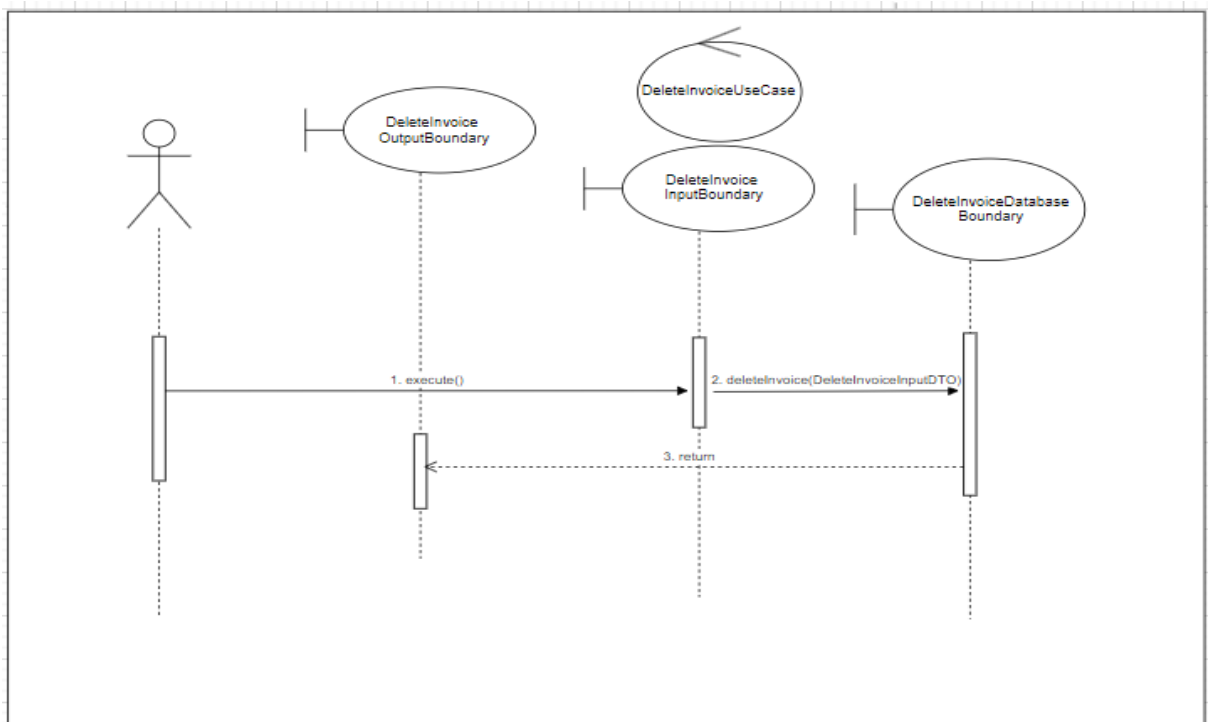 DeleteInvoiceUseCase
DeleteInvoice
OutputBoundary
DeleteInvoice
InputBoundary
DeleteInvoiceDatabase
Boundary
1. execute()
2. deleteInvoice(DeleteInvoiceInputDTO)
3. return